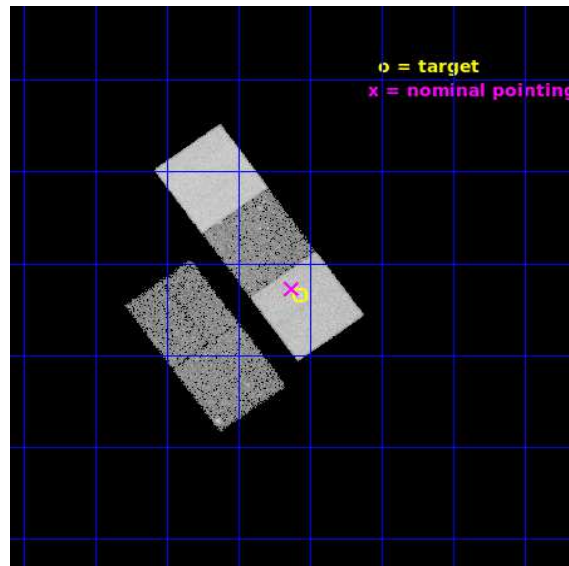 o = target
x = nominal pointing